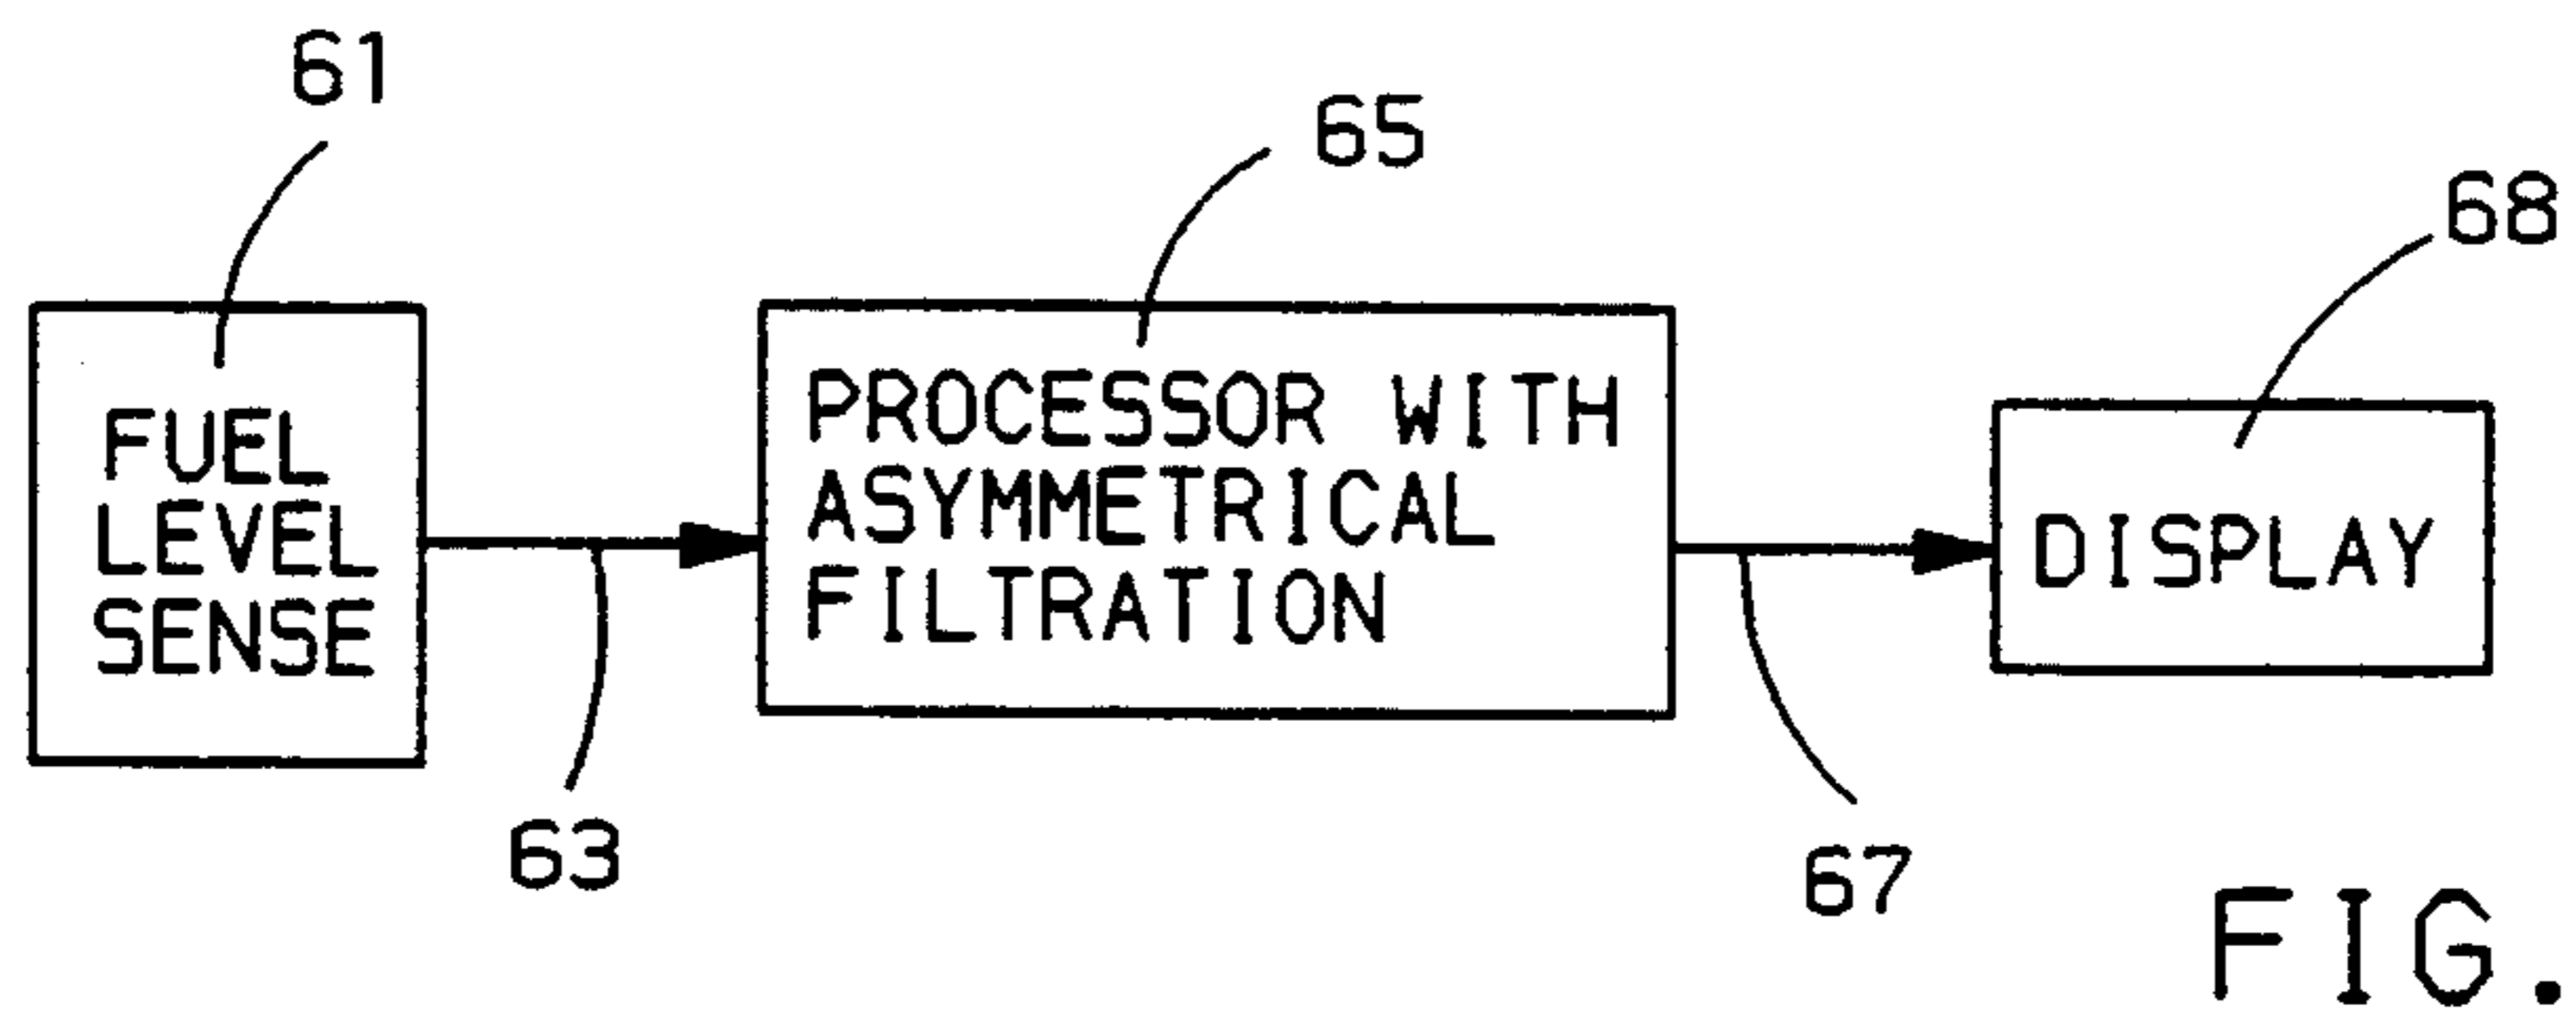 61
65
68
FUEL
LEVEL
SENSE
PROCESSOR WITH
ASYMMETRICAL
FILTRATION
DISPLAY
63
67
FIG.